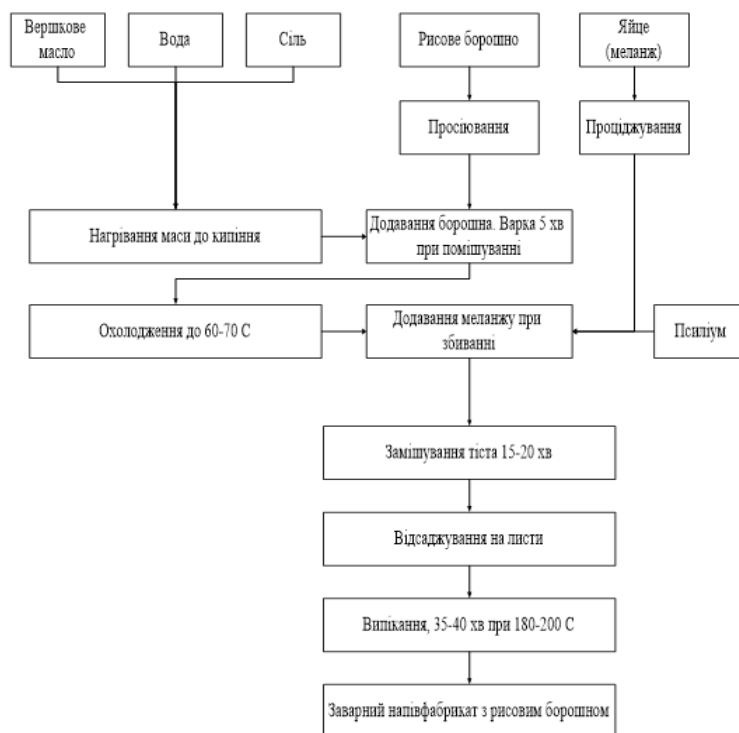 Вершкове
масло
Вода
Сіль
Рисове борошно
Яйце
(меланж)
Просіювання
Проціджування
Нагрівання маси до кипіння
Додавання борошна. Варка 5 хв
при помішуванні
Охолодження до 60-70 С
Додавання меланжу при
збиванні
Псиліум
Замішування тіста 15-20 хв
Відсаджування на листи
Випікання, 35-40 хв при 180-200 С
Заварний напівфабрикат з рисовим борошном